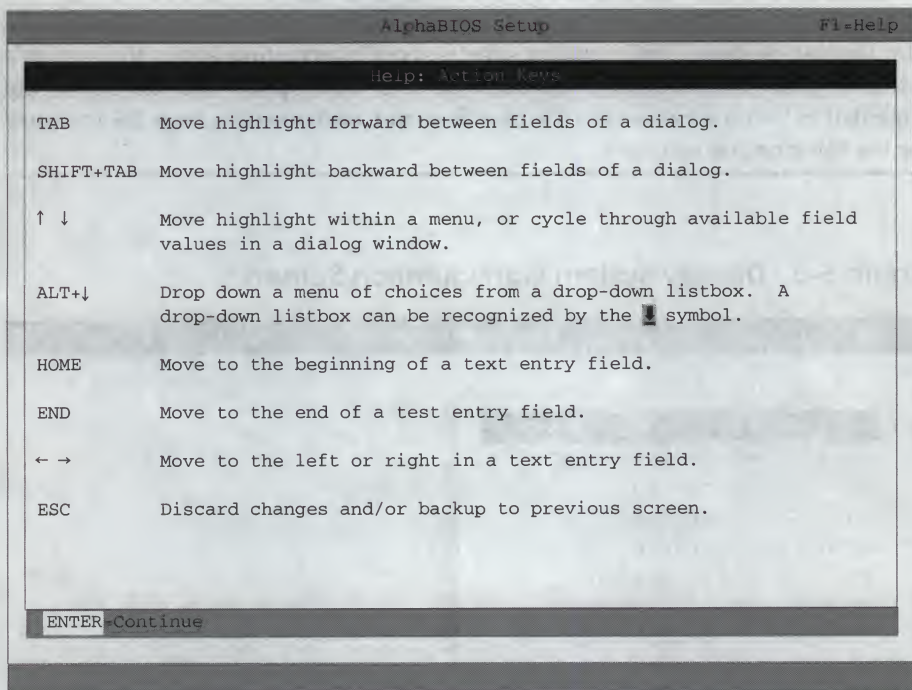 AlphaBIOS Setup F1=Help
Help: Action Keys
TAB Move highlight forward between fields of a dialog.
SHIFT+TAB Move highlight backward between fields of a dialog.
↑ ↓ Move highlight within a menu, or cycle through available field
values in a dialog window.
ALT+↓ Drop down a menu of choices from a drop-down listbox. A
drop-down listbox can be recognized by the ⬇ symbol.
HOME Move to the beginning of a text entry field.
END Move to the end of a test entry field.
← → Move to the left or right in a text entry field.
ESC Discard changes and/or backup to previous screen.
ENTER=Continue